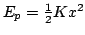 $E_p = \frac{1}{2}Kx^2$